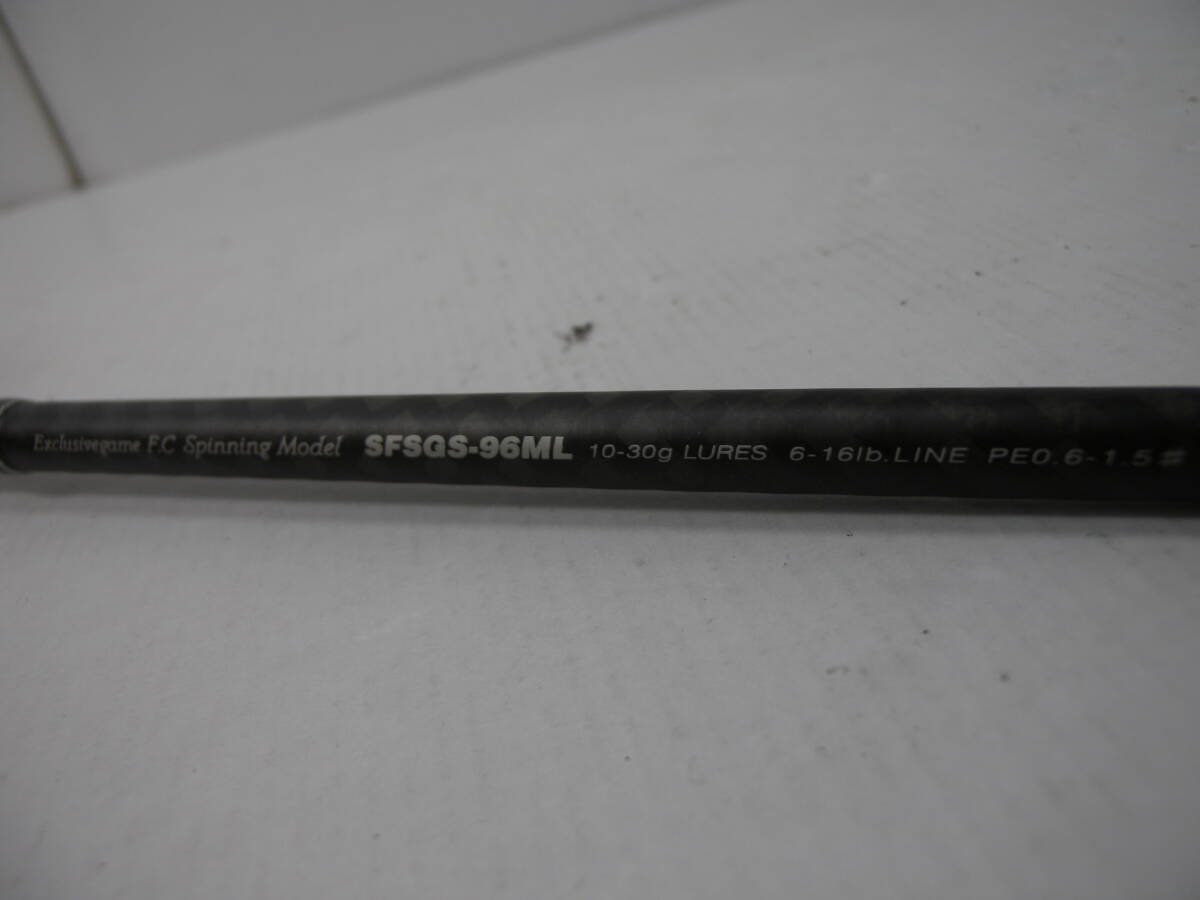 Exclusivegame F.C Spinning Model SFSGS-96ML 10-30g LURES 6-16lb.LINE PE0.6-1.5#